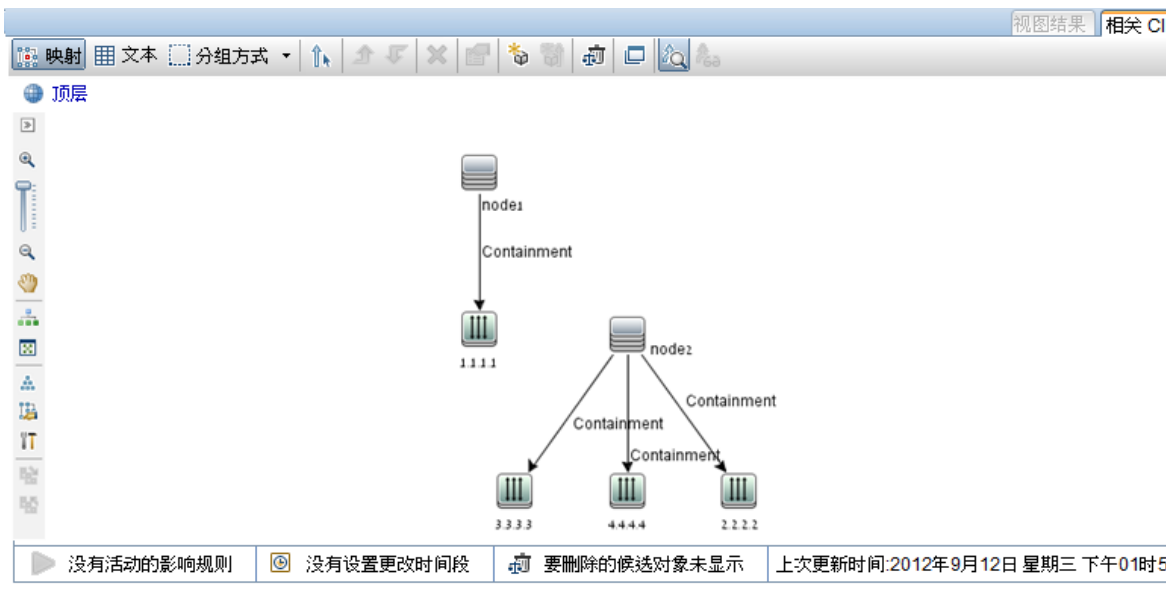 视图结果 相关 CI
映射 文本 分组方式
顶层
node1
Containment
1.1.1.1
node2
Containment
Containment
Containment
3.3.3.3 4.4.4.4 2.2.2.2
没有活动的影响规则 没有设置更改时间段 要删除的候选对象未显示 上次更新时间:2012年9月12日 星期三 下午01时5